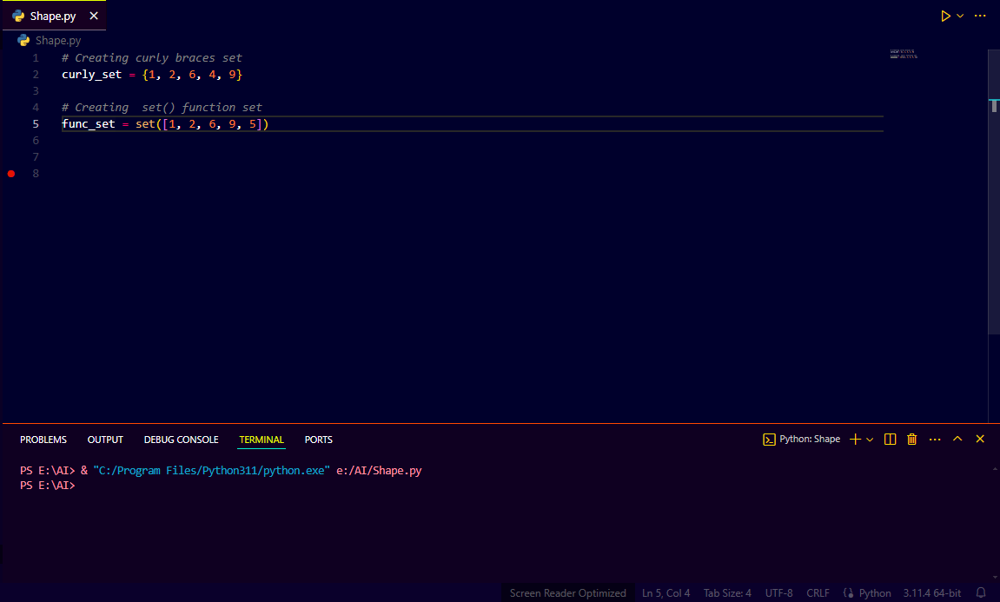 Shape.py
Shape.py
1 # Creating curly braces set
2 curly_set = {1, 2, 6, 4, 9}
3
4 # Creating  set() function set
5 func_set = set([1, 2, 6, 9, 5])
6
7
8
PROBLEMS OUTPUT DEBUG CONSOLE TERMINAL PORTS Python: Shape
PS E:\AI> & "C:/Program Files/Python311/python.exe" e:/AI/Shape.py
PS E:\AI>
Screen Reader Optimized Ln 5, Col 4 Tab Size: 4 UTF-8 CRLF Python 3.11.4 64-bit